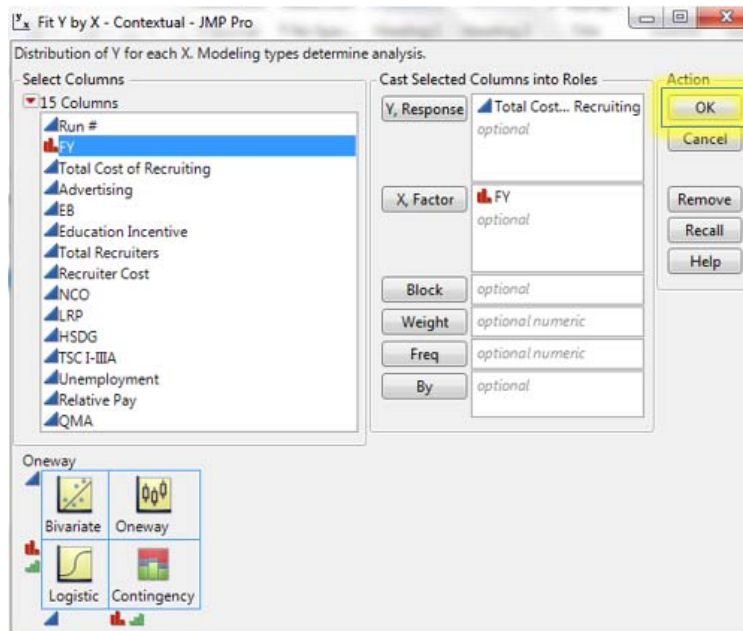 Fit Y by X - Contextual - JMP Pro
Distribution of Y for each X. Modeling types determine analysis.
Select Columns
15 Columns
Run #
FY
Total Cost of Recruiting
Advertising
EB
Education Incentive
Total Recruiters
Recruiter Cost
NCO
LRP
HSDG
TSC I-IIIA
Unemployment
Relative Pay
QMA
Cast Selected Columns into Roles
Y, Response
Total Cost... Recruiting
optional
X, Factor
FY
optional
Block
optional
Weight
optional numeric
Freq
optional numeric
By
optional
Action
OK
Cancel
Remove
Recall
Help
Oneway
Bivariate
Oneway
Logistic
Contingency